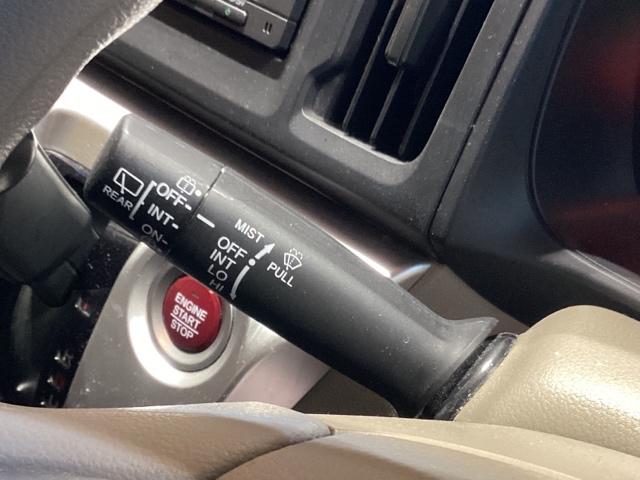 REAR
OFF
INT
ON
MIST
OFF
INT
LO
HI
PULL
ENGINE
START
STOP